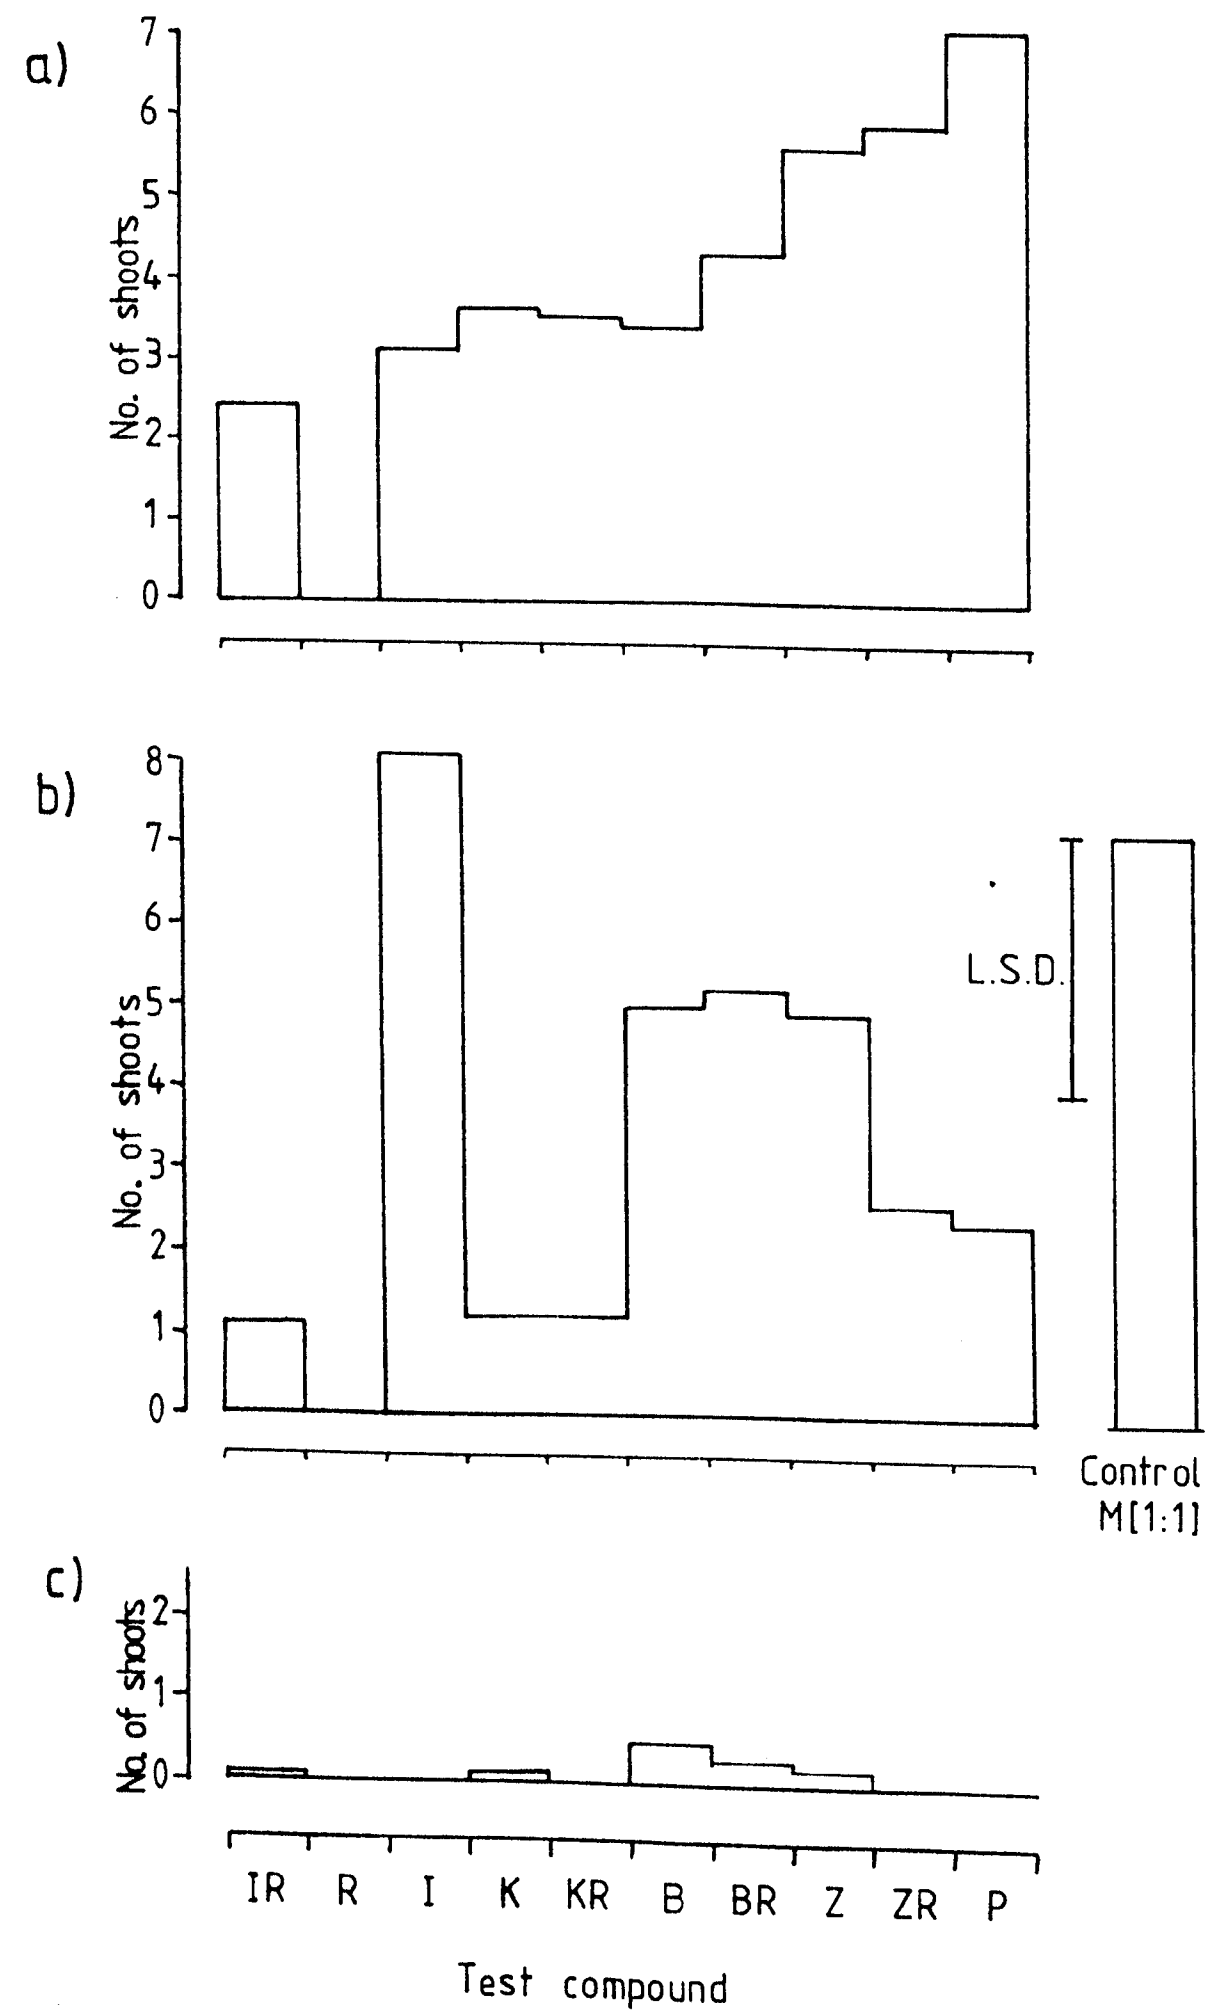 a)
7
6
5
4
3
2
1
0
No. of shoots
b)
8
7
6
5
4
3
2
1
0
No. of shoots
L.S.D.
Control
M[1:1]
c)
2
1
0
No. of shoots
IR R I K KR B BR Z ZR P
Test compound